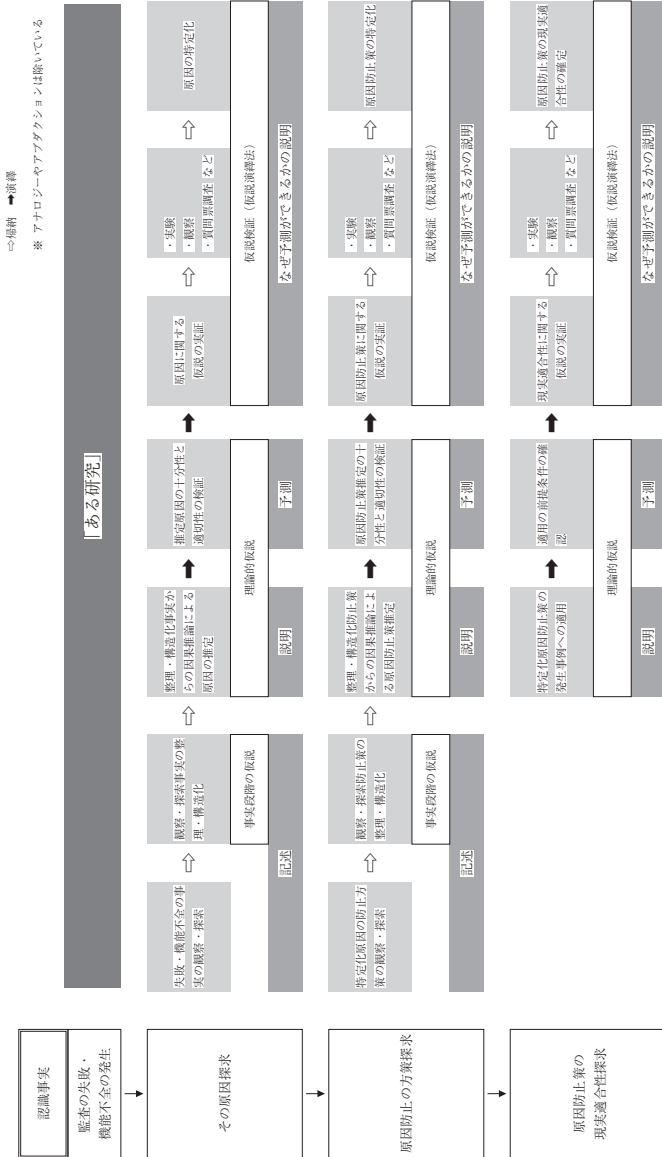 ⇨帰納 ➡演繹
※ アナロジーやアブダクションは除いている
認識事実
監査の失敗・
機能不全の発生
「ある研究」
その原因探求
失敗・機能不全の事
実の観察・探索
観察・探索事実の整
理・構造化
整理・構造化事実か
らの因果推論による
原因の推定
推定原因の十分性と
適切性の検証
原因に関する
仮説の実証
・実験
・観察
・質問票調査 など
原因の特定化
事実段階の仮説
理論的仮説
仮説検証（仮説演繹法）
記述
説明
予測
なぜ予測ができるかの説明
原因防止の方策探求
特定化原因の防止方
策の観察・探索
観察・探索防止策の
整理・構造化
整理・構造化防止策
からの因果推論によ
る原因防止策推定
原因防止策推定の十
分性と適切性の検証
原因防止策に関する
仮説の実証
・実験
・観察
・質問票調査 など
原因防止策の特定化
事実段階の仮説
理論的仮説
仮説検証（仮説演繹法）
記述
説明
予測
なぜ予測ができるかの説明
原因防止策の
現実適合性探求
特定化原因防止策の
発生事例への適用
適用の前提条件の確
認
現実適合性に関する
仮説の実証
・実験
・観察
・質問票調査 など
原因防止策の現実適
合性の確定
理論的仮説
仮説検証（仮説演繹法）
説明
予測
なぜ予測ができるかの説明